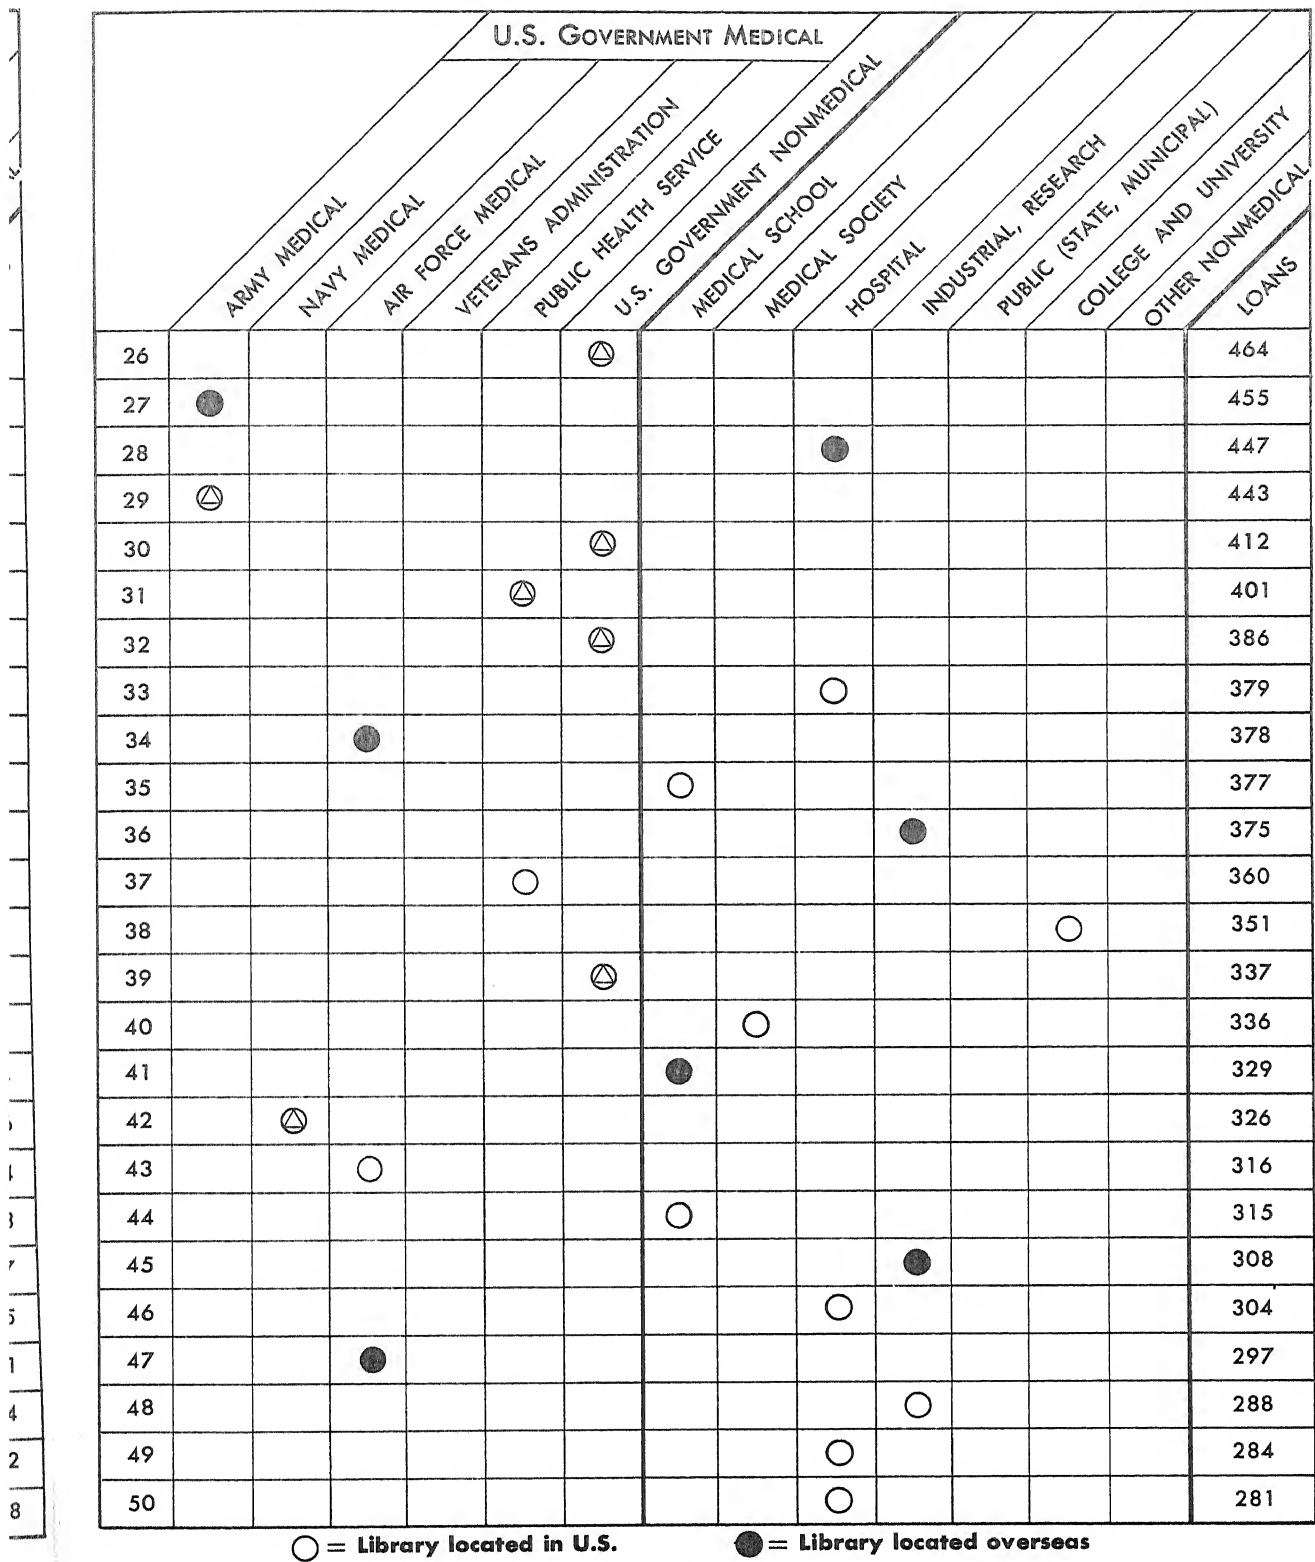 U.S. GOVERNMENT MEDICAL
ARMY MEDICAL
NAVY MEDICAL
AIR FORCE MEDICAL
VETERANS ADMINISTRATION
PUBLIC HEALTH SERVICE
U.S. GOVERNMENT NONMEDICAL
MEDICAL SCHOOL
MEDICAL SOCIETY
HOSPITAL
INDUSTRIAL, RESEARCH
PUBLIC (STATE, MUNICIPAL)
COLLEGE AND UNIVERSITY
OTHER NONMEDICAL
LOANS
26 464
27 455
28 447
29 443
30 412
31 401
32 386
33 379
34 378
35 377
36 375
37 360
38 351
39 337
40 336
41 329
42 326
43 316
44 315
45 308
46 304
47 297
48 288
49 284
50 281
= Library located in U.S.
= Library located overseas